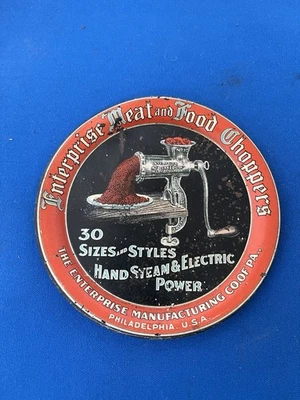 Enterprise Meat and Food Choppers
30
SIZES AND STYLES
HAND STEAM & ELECTRIC
POWER
THE ENTERPRISE MANUFACTURING CO. OF PA.
PHILADELPHIA. U.S.A.